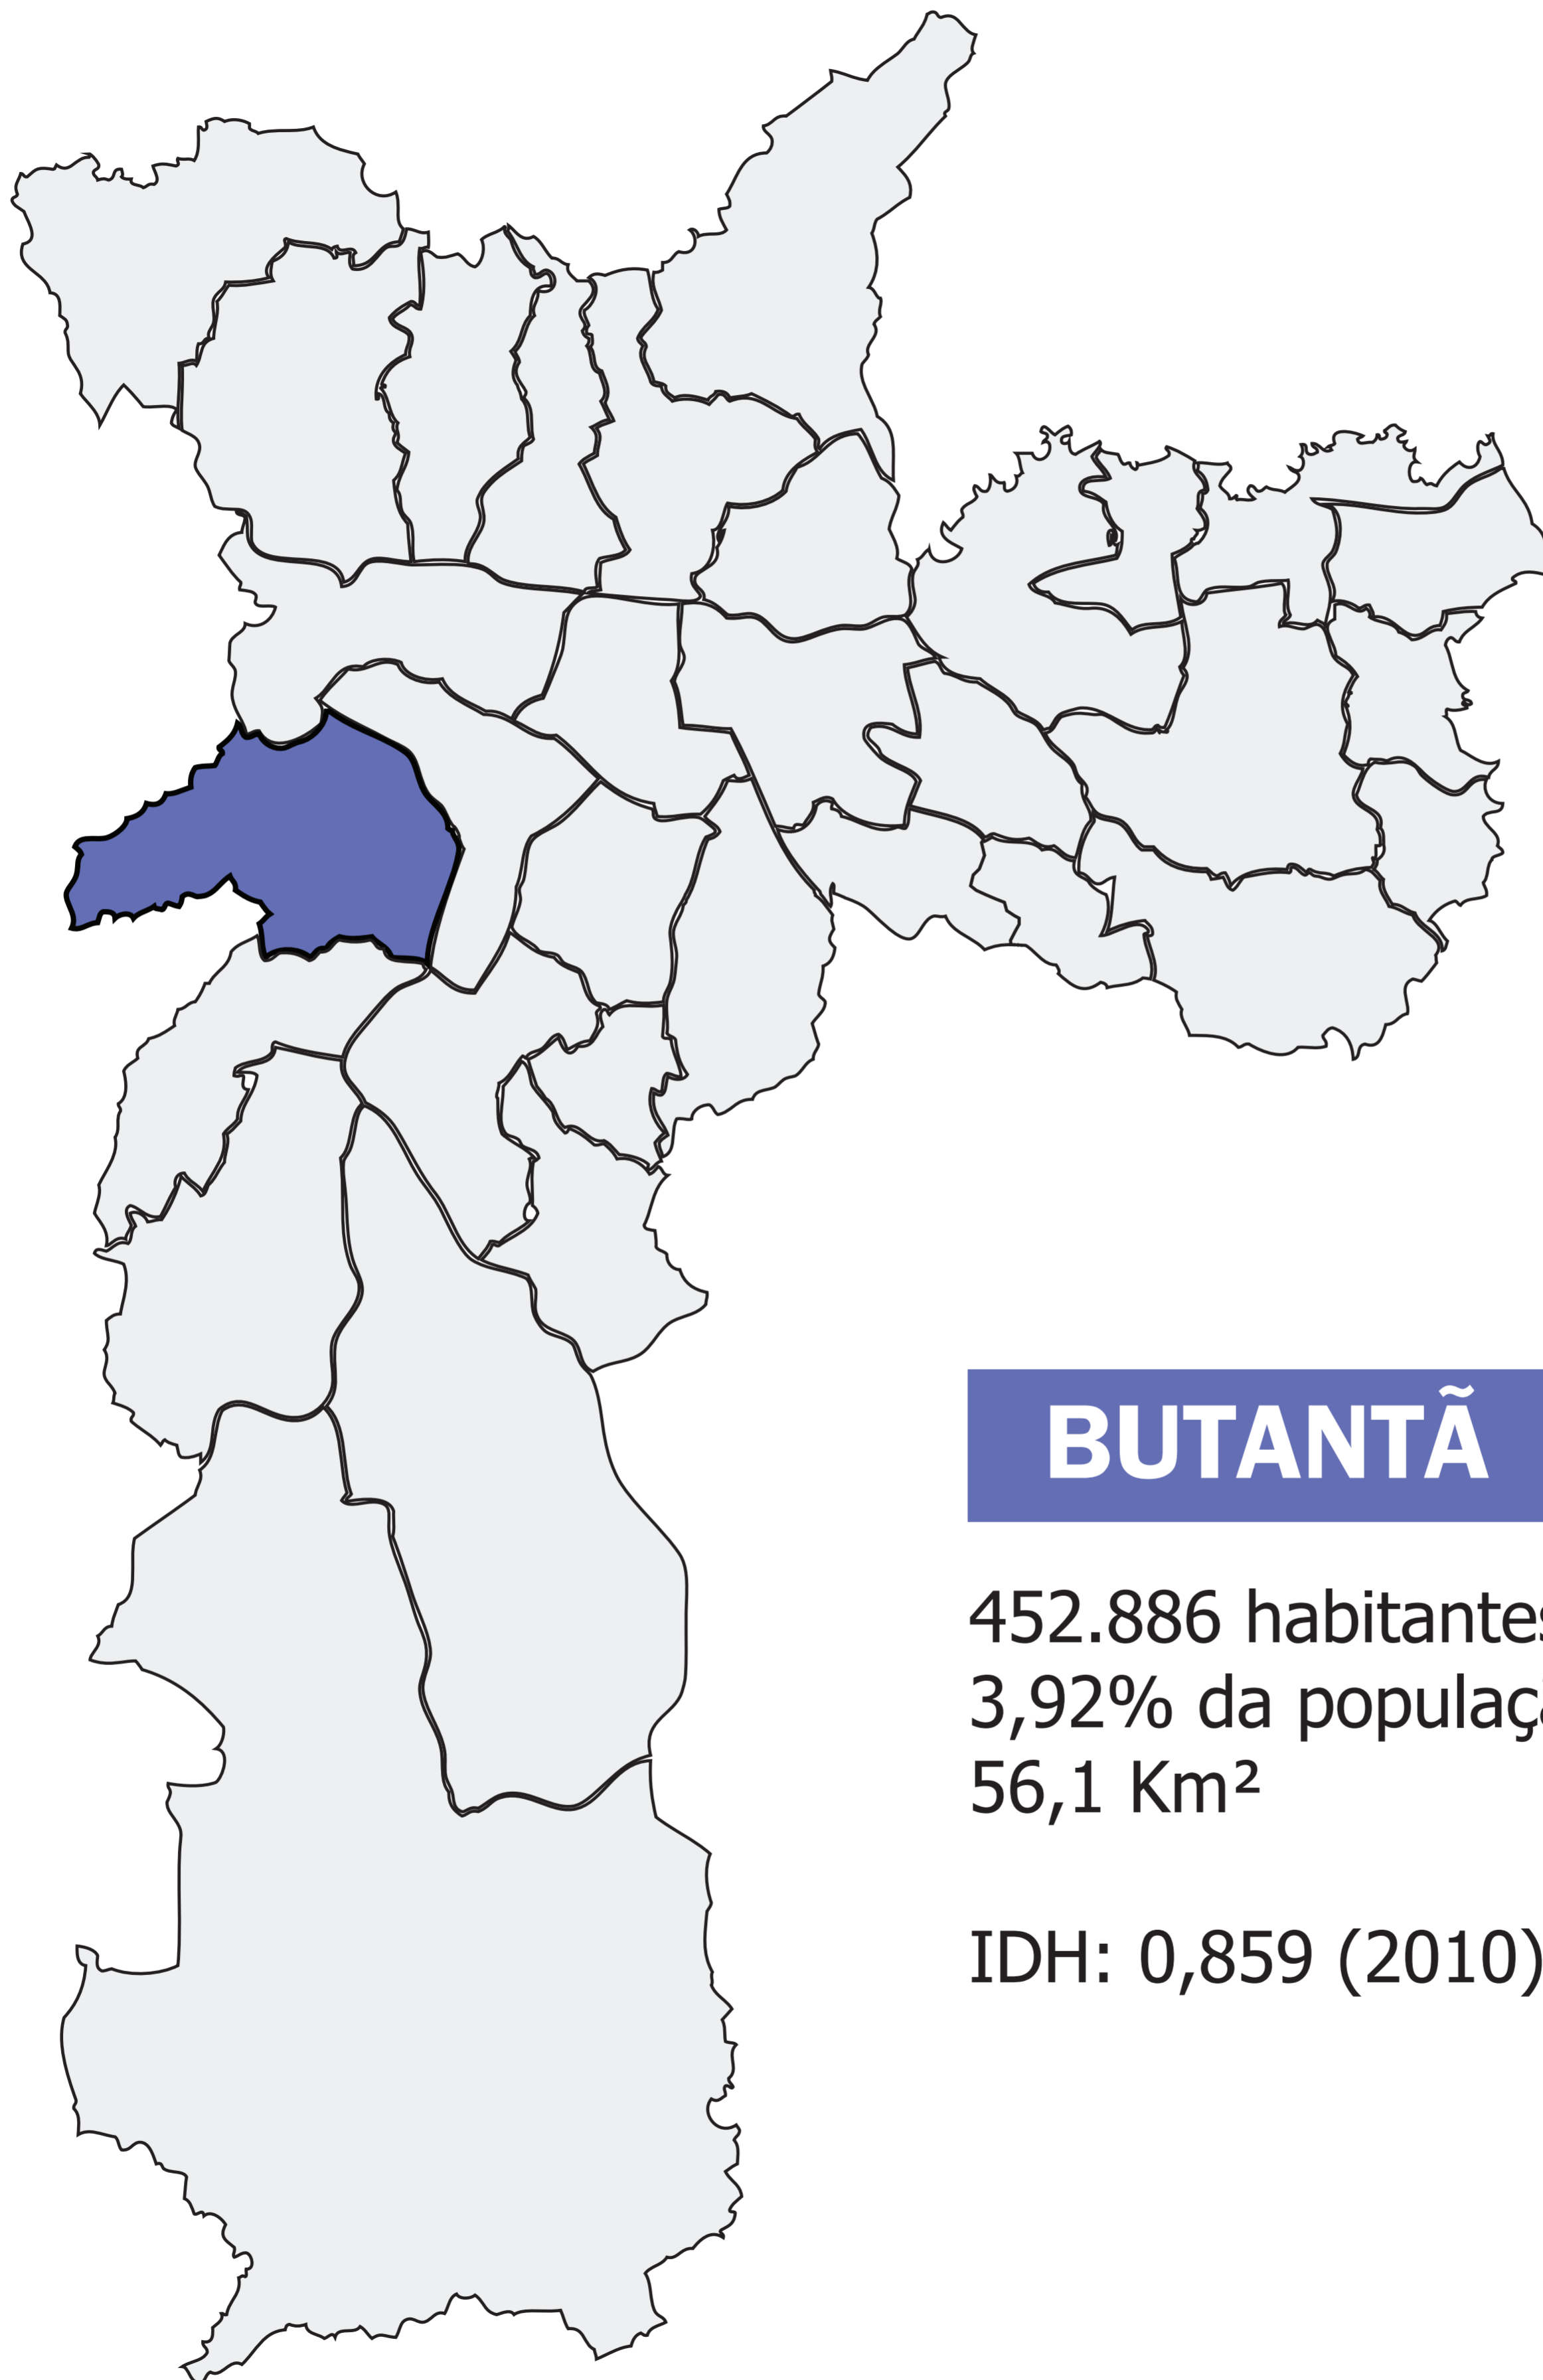 BUTANTÃ
452.886 habitantes
3,92% da populaç
56,1 Km²
IDH: 0,859 (2010)